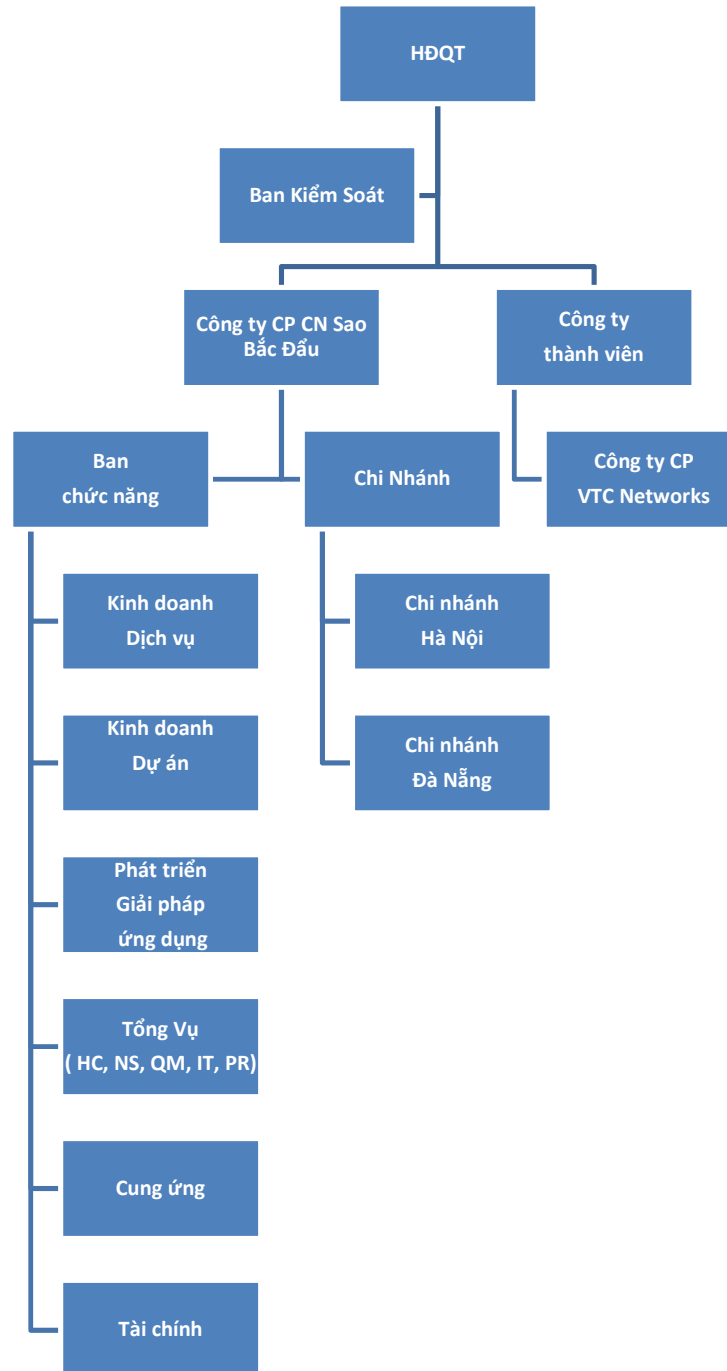 HĐQT
Ban Kiểm Soát
Công ty CP CN Sao
Bắc Đẩu
Công ty
thành viên
Ban
chức năng
Chi Nhánh
Công ty CP
VTC Networks
Kinh doanh
Dịch vụ
Chi nhánh
Hà Nội
Kinh doanh
Dự án
Chi nhánh
Đà Nẵng
Phát triển
Giải pháp
ứng dụng
Tổng Vụ
( HC, NS, QM, IT, PR)
Cung ứng
Tài chính